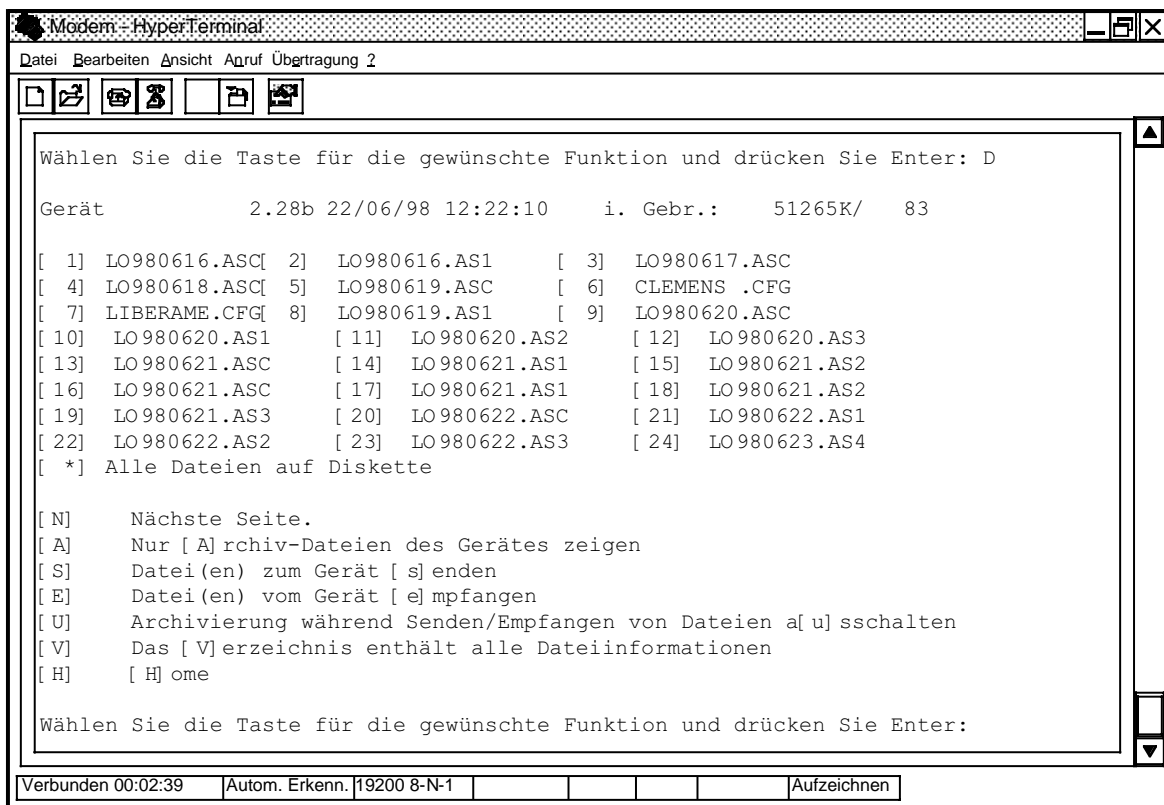 Modem - HyperTerminal
Datei Bearbeiten Ansicht Anruf Übertragung ?
Wählen Sie die Taste für die gewünschte Funktion und drücken Sie Enter: D
Gerät 2.28b 22/06/98 12:22:10 i. Gebr.: 51265K/ 83
[ 1] LO980616.ASC[ 2] LO980616.AS1 [ 3] LO980617.ASC
[ 4] LO980618.ASC[ 5] LO980619.ASC [ 6] CLEMENS .CFG
[ 7] LIBERAME.CFG[ 8] LO980619.AS1 [ 9] LO980620.ASC
[ 10] LO980620.AS1 [ 11] LO980620.AS2 [ 12] LO980620.AS3
[ 13] LO980621.ASC [ 14] LO980621.AS1 [ 15] LO980621.AS2
[ 16] LO980621.ASC [ 17] LO980621.AS1 [ 18] LO980621.AS2
[ 19] LO980621.AS3 [ 20] LO980622.ASC [ 21] LO980622.AS1
[ 22] LO980622.AS2 [ 23] LO980622.AS3 [ 24] LO980623.AS4
[ *] Alle Dateien auf Diskette
[ N] Nächste Seite.
[ A] Nur [ A] rchiv-Dateien des Gerätes zeigen
[ S] Datei(en) zum Gerät [ s] enden
[ E] Datei(en) vom Gerät [ e] mpfangen
[ U] Archivierung während Senden/Empfangen von Dateien a[ u] sschalten
[ V] Das [ V] erzeichnis enthält alle Dateiinformationen
[ H] [ H] ome
Wählen Sie die Taste für die gewünschte Funktion und drücken Sie Enter:
Verbunden 00:02:39 Autom. Erkenn. 19200 8-N-1 Aufzeichnen